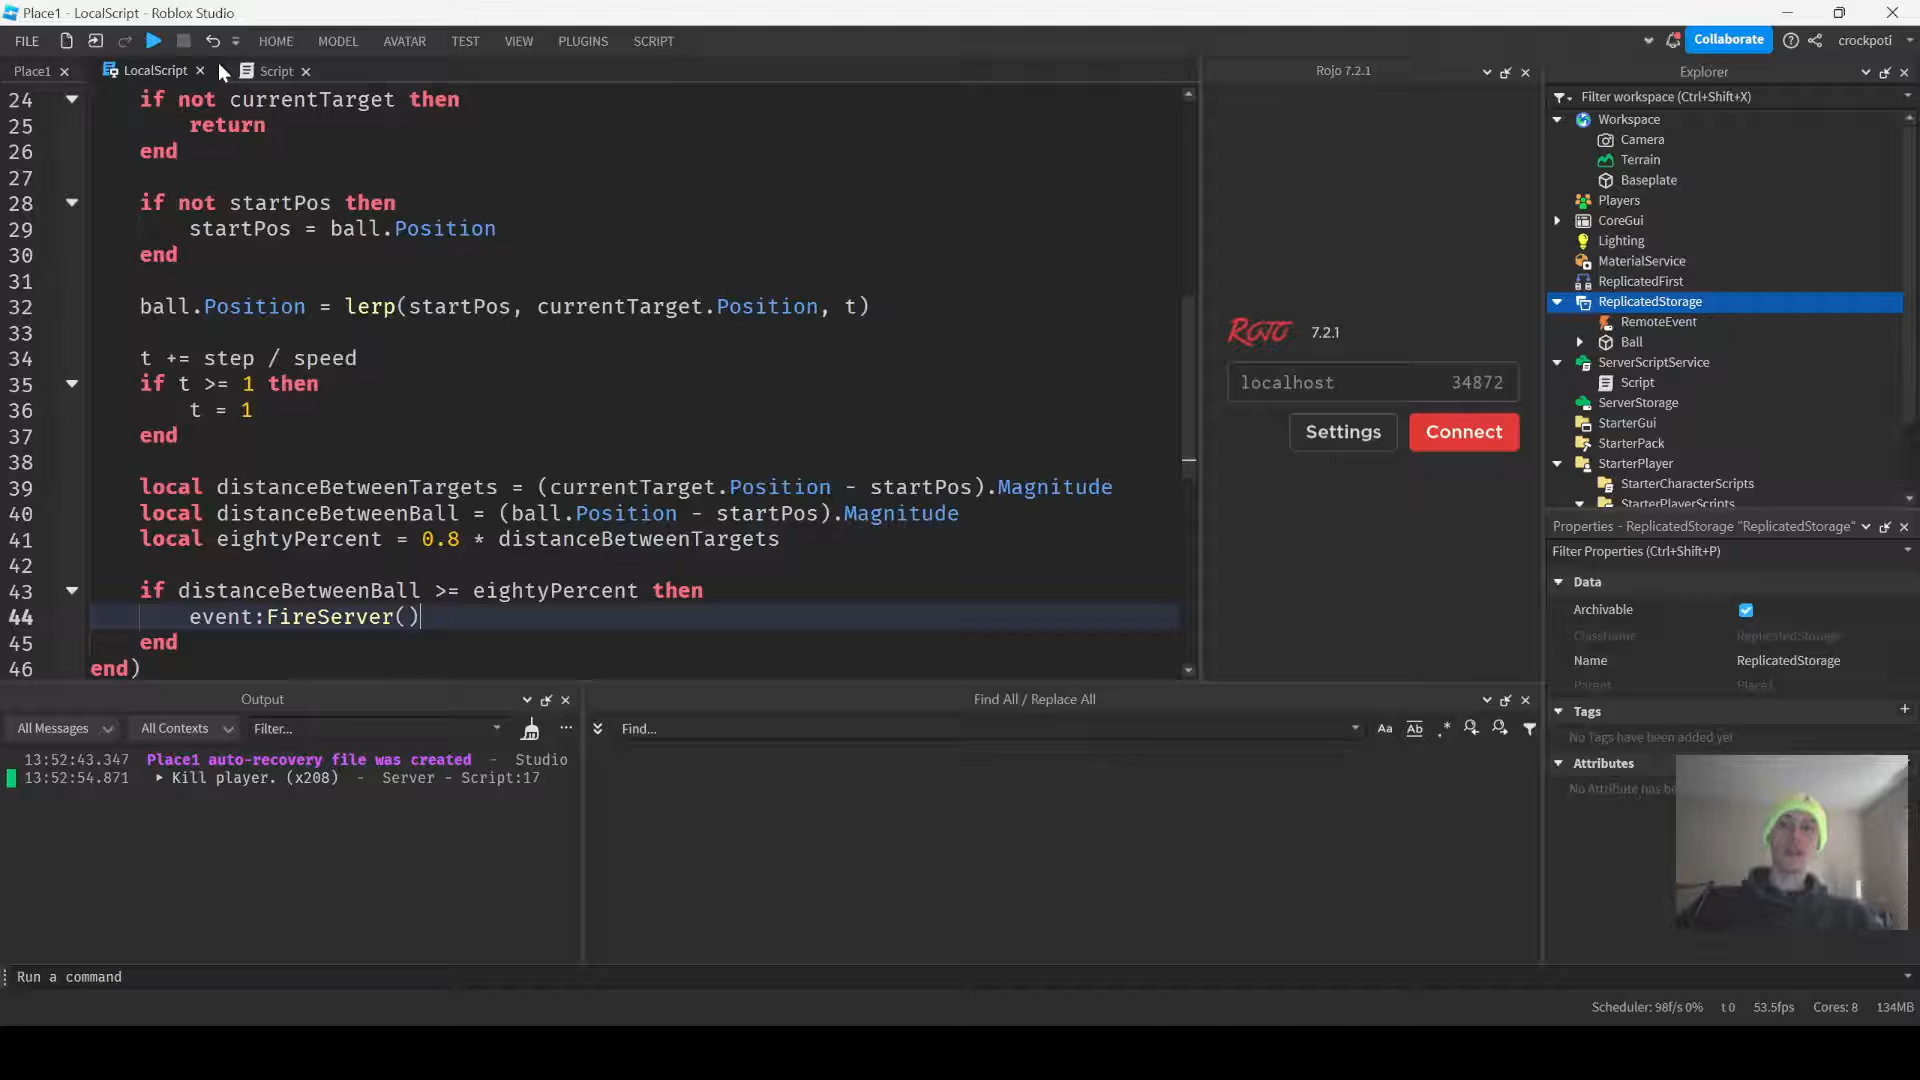 Place1 - LocalScript - Roblox Studio
FILE
HOME
MODEL
AVATAR
TEST
VIEW
PLUGINS
SCRIPT
Collaborate
crockpoti
Place1
LocalScript
Script
24 if not currentTarget then
25 return
26 end
27
28 if not startPos then
29 startPos = ball.Position
30 end
31
32 ball.Position = lerp(startPos, currentTarget.Position, t)
33
34 t += step / speed
35 if t >= 1 then
36 t = 1
37 end
38
39 local distanceBetweenTargets = (currentTarget.Position - startPos).Magnitude
40 local distanceBetweenBall = (ball.Position - startPos).Magnitude
41 local eightyPercent = 0.8 * distanceBetweenTargets
42
43 if distanceBetweenBall >= eightyPercent then
44 event:FireServer()
45 end
46 end)
Rojo 7.2.1
ROJO 7.2.1
localhost 34872
Settings
Connect
Explorer
Filter workspace (Ctrl+Shift+X)
Workspace
Camera
Terrain
Baseplate
Players
CoreGui
Lighting
MaterialService
ReplicatedFirst
ReplicatedStorage
RemoteEvent
Ball
ServerScriptService
Script
ServerStorage
StarterGui
StarterPack
StarterPlayer
StarterCharacterScripts
StarterPlayerScripts
Properties - ReplicatedStorage "ReplicatedStorage"
Filter Properties (Ctrl+Shift+P)
Data
Archivable
ClassName ReplicatedStorage
Name ReplicatedStorage
Parent Place1
Tags
No Tags have been added yet
Attributes
No Attribute has be
Output
All Messages
All Contexts
Filter...
13:52:43.347 Place1 auto-recovery file was created - Studio
13:52:54.871 Kill player. (x208) - Server - Script:17
Find All / Replace All
Find...
Aa
Ab
.*
Run a command
Scheduler: 98f/s 0%
t 0
53.5fps
Cores: 8
134MB